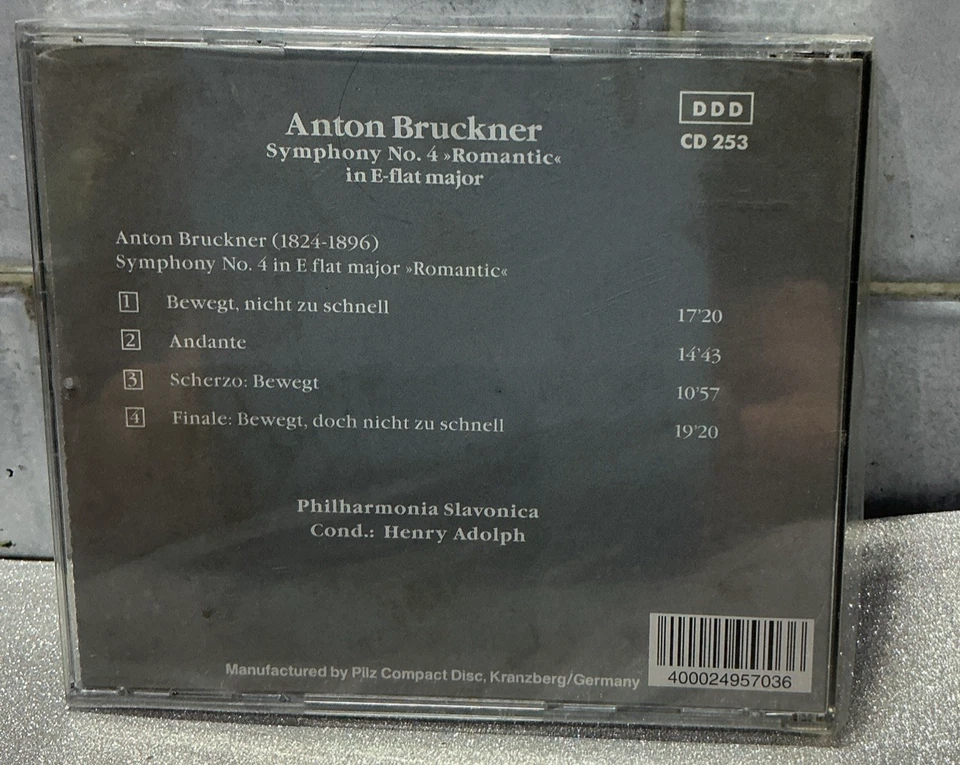 DDD
CD 253
Anton Bruckner
Symphony No. 4 »Romantic«
in E-flat major
Anton Bruckner (1824-1896)
Symphony No. 4 in E flat major »Romantic«
1 Bewegt, nicht zu schnell 17'20
2 Andante 14'43
3 Scherzo: Bewegt 10'57
4 Finale: Bewegt, doch nicht zu schnell 19'20
Philharmonia Slavonica
Cond.: Henry Adolph
Manufactured by Pilz Compact Disc, Kranzberg/Germany
400024957036